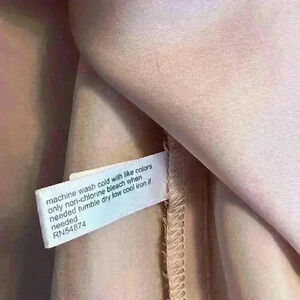 machine wash cold with like colors
only non-chlorine bleach when
needed tumble dry low cool iron if
needed
RN54874